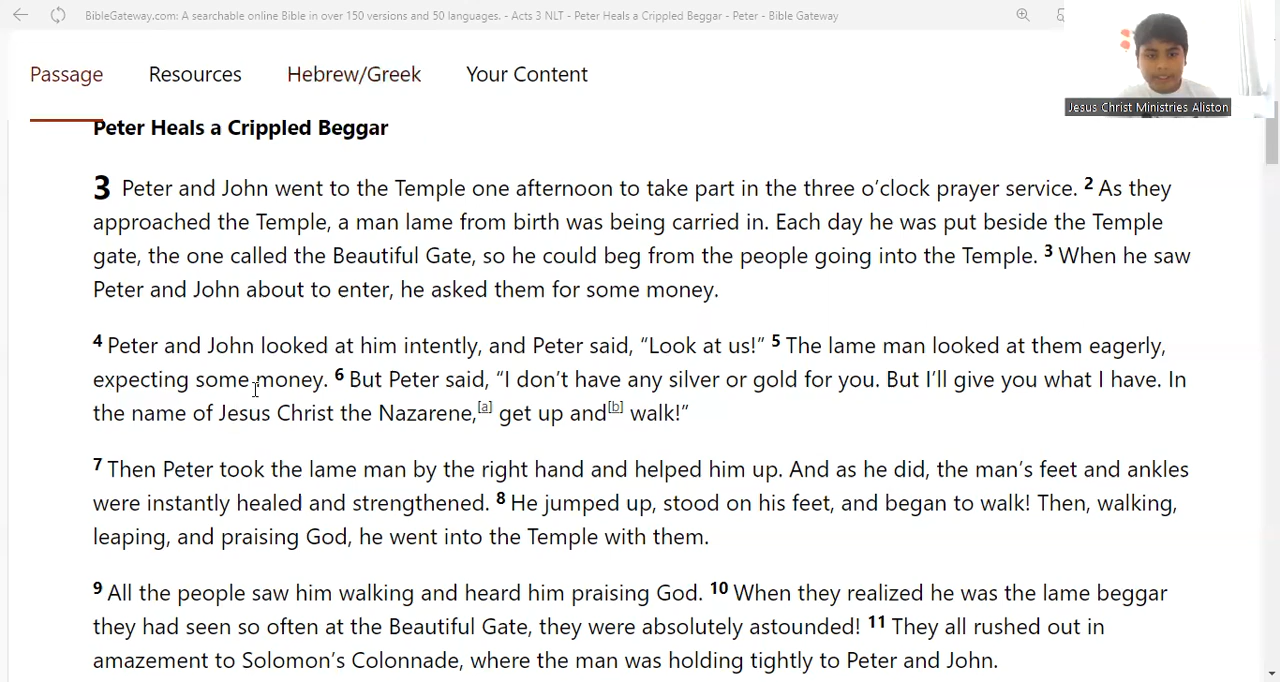 BibleGateway.com: A searchable online Bible in over 150 versions and 50 languages. - Acts 3 NLT - Peter Heals a Crippled Beggar - Peter - Bible Gateway
Jesus Christ Ministries Aliston
Passage Resources Hebrew/Greek Your Content
Peter Heals a Crippled Beggar
3 Peter and John went to the Temple one afternoon to take part in the three o’clock prayer service. 2 As they
approached the Temple, a man lame from birth was being carried in. Each day he was put beside the Temple
gate, the one called the Beautiful Gate, so he could beg from the people going into the Temple. 3 When he saw
Peter and John about to enter, he asked them for some money.
4 Peter and John looked at him intently, and Peter said, “Look at us!” 5 The lame man looked at them eagerly,
expecting some money. 6 But Peter said, “I don’t have any silver or gold for you. But I’ll give you what I have. In
the name of Jesus Christ the Nazarene,[a] get up and[b] walk!”
7 Then Peter took the lame man by the right hand and helped him up. And as he did, the man’s feet and ankles
were instantly healed and strengthened. 8 He jumped up, stood on his feet, and began to walk! Then, walking,
leaping, and praising God, he went into the Temple with them.
9 All the people saw him walking and heard him praising God. 10 When they realized he was the lame beggar
they had seen so often at the Beautiful Gate, they were absolutely astounded! 11 They all rushed out in
amazement to Solomon’s Colonnade, where the man was holding tightly to Peter and John.